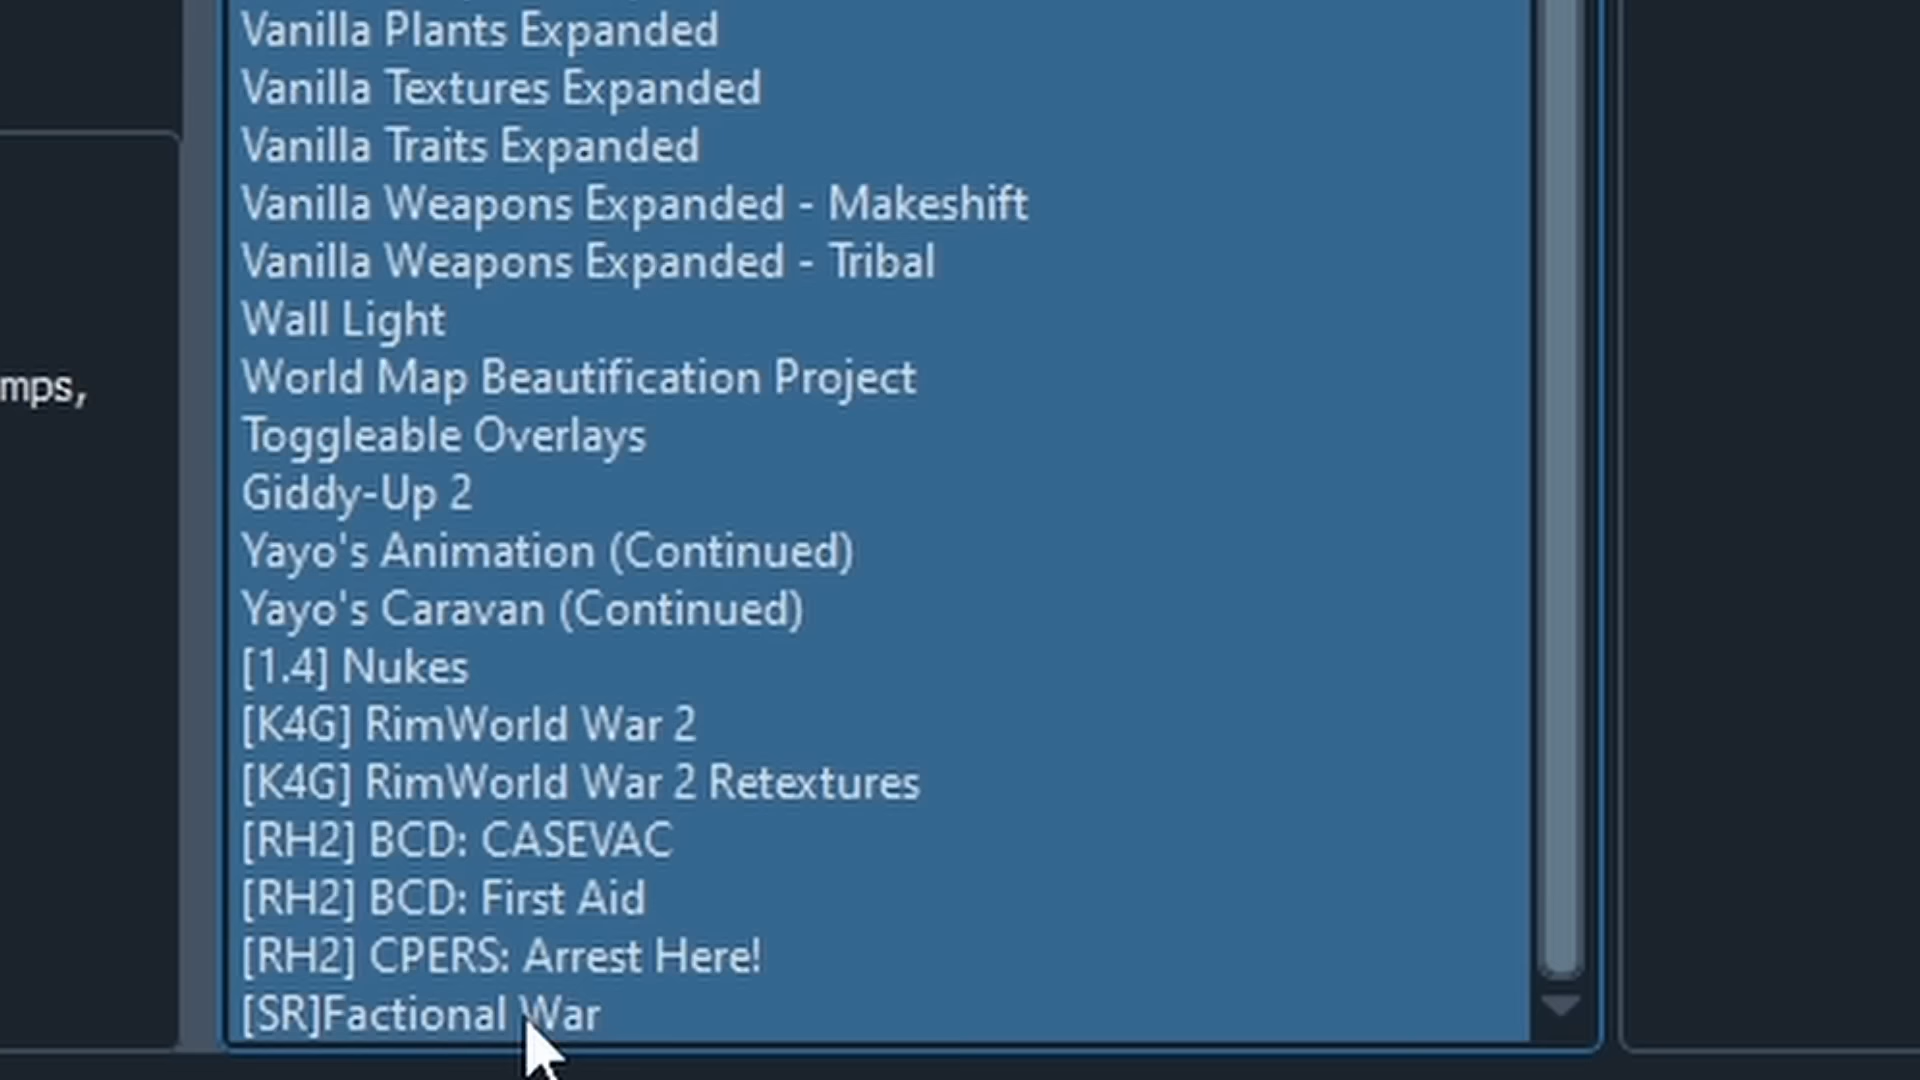 Vanilla Plants Expanded
Vanilla Textures Expanded
Vanilla Traits Expanded
Vanilla Weapons Expanded - Makeshift
Vanilla Weapons Expanded - Tribal
Wall Light
World Map Beautification Project
mps,
Toggleable Overlays
Giddy-Up 2
Yayo's Animation (Continued)
Yayo's Caravan (Continued)
[1.4] Nukes
[K4G] RimWorld War 2
[K4G] RimWorld War 2 Retextures
[RH2] BCD: CASEVAC
[RH2] BCD: First Aid
[RH2] CPERS: Arrest Here!
[SR]Factional War